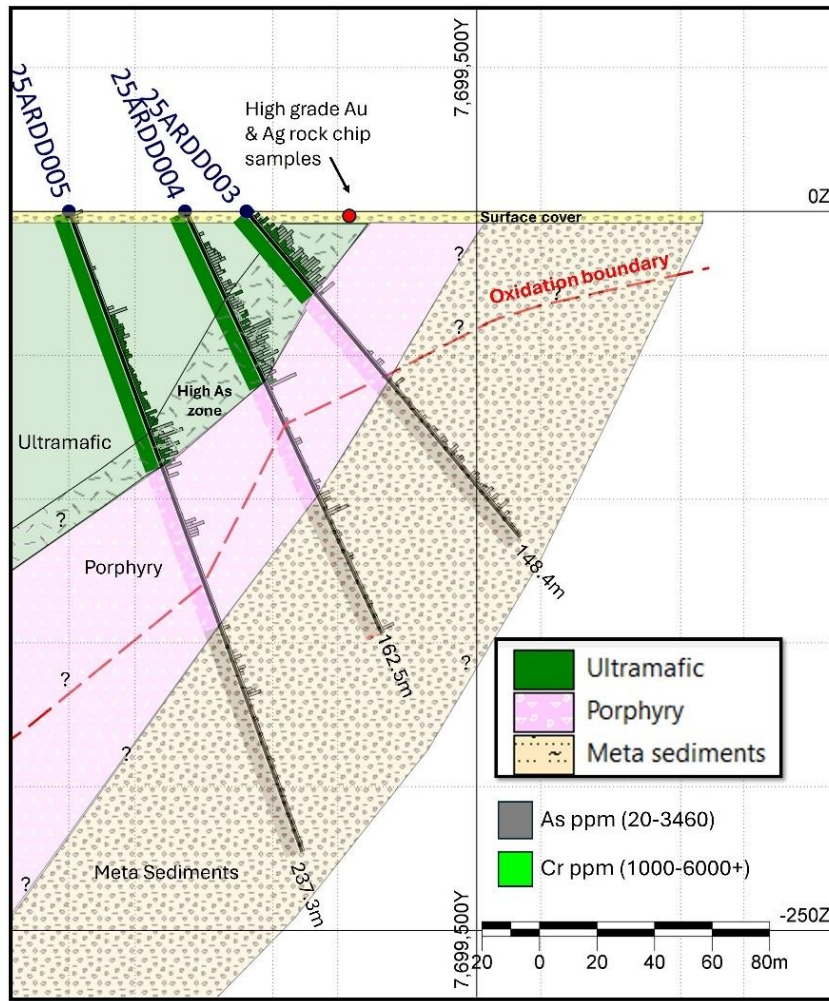 25ARDD005
25ARDD004
25ARDD003
High grade Au
& Ag rock chip
samples
7,699,500Y
0Z
Surface cover
?
Oxidation boundary
?
?
High As
zone
Ultramafic
?
148.4m
Porphyry
162.5m
?
?
?
Ultramafic
Porphyry
Meta sediments
~
As ppm (20-3460)
Cr ppm (1000-6000+)
Meta Sediments
237.3m
?
7,699,500Y
-250Z
20 0 20 40 60 80m